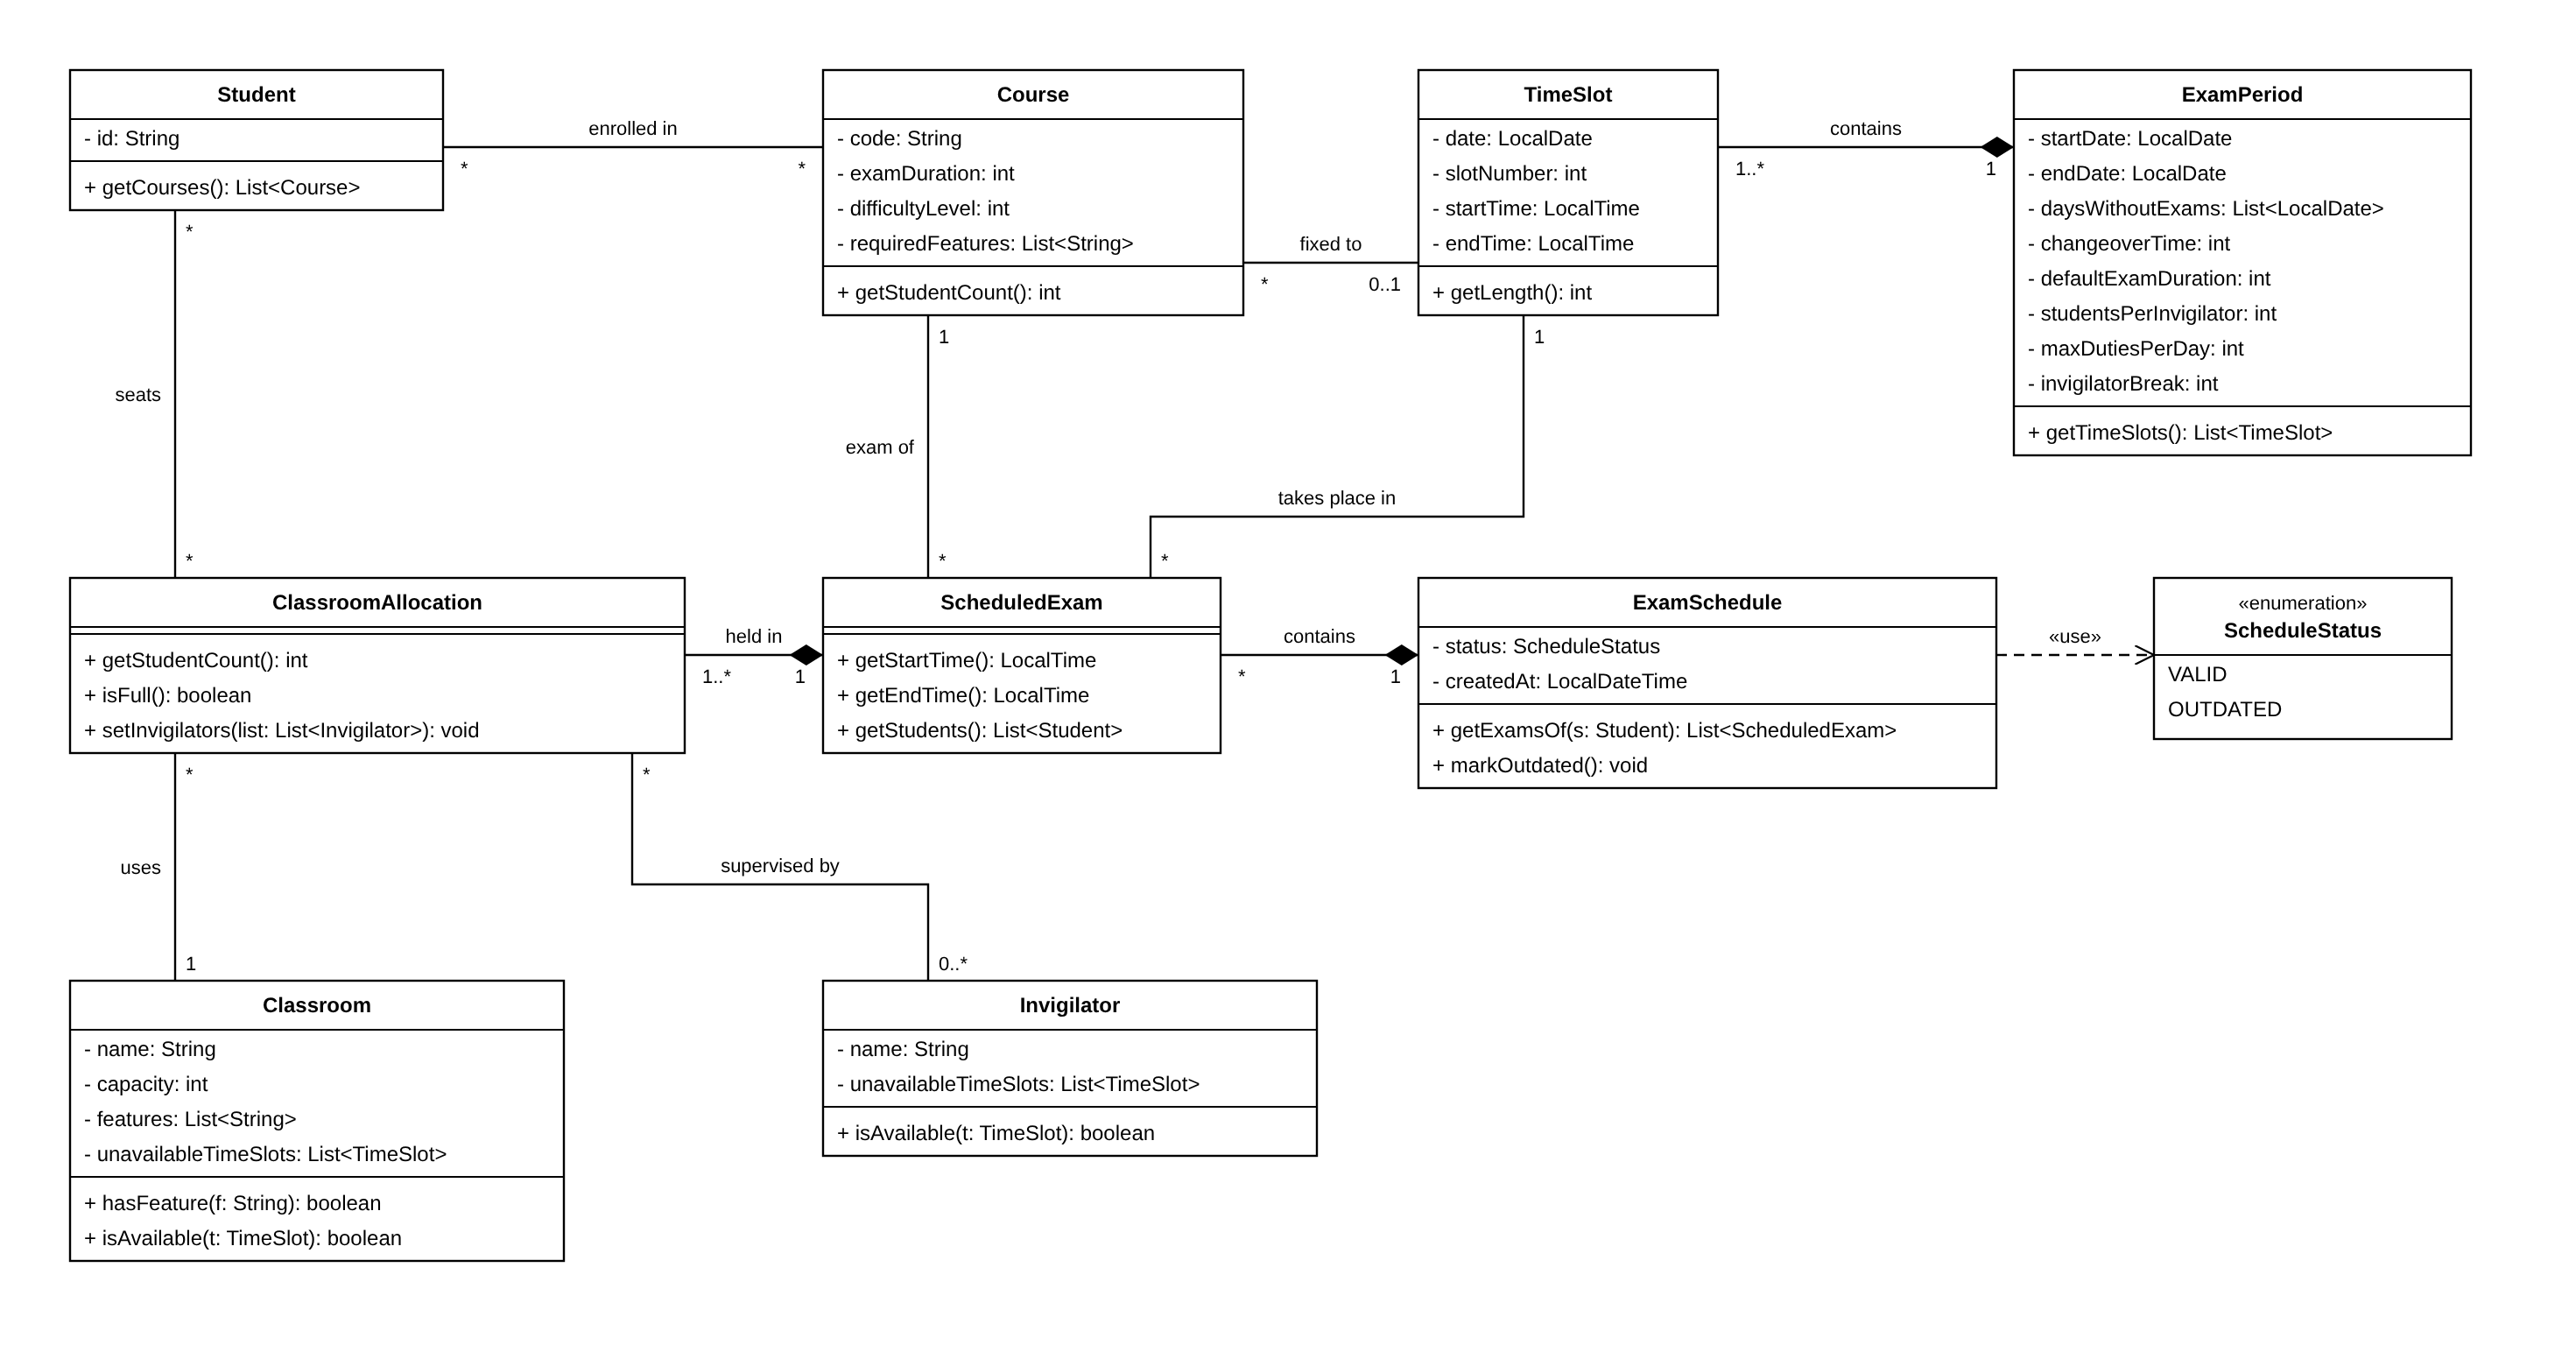 Student
- id: String
+ getCourses(): List<Course>
enrolled in
*
*
Course
- code: String
- examDuration: int
- difficultyLevel: int
- requiredFeatures: List<String>
+ getStudentCount(): int
fixed to
*
0..1
TimeSlot
- date: LocalDate
- slotNumber: int
- startTime: LocalTime
- endTime: LocalTime
+ getLength(): int
contains
1..*
1
ExamPeriod
- startDate: LocalDate
- endDate: LocalDate
- daysWithoutExams: List<LocalDate>
- changeoverTime: int
- defaultExamDuration: int
- studentsPerInvigilator: int
- maxDutiesPerDay: int
- invigilatorBreak: int
+ getTimeSlots(): List<TimeSlot>
*
seats
*
1
exam of
*
1
takes place in
*
ClassroomAllocation
+ getStudentCount(): int
+ isFull(): boolean
+ setInvigilators(list: List<Invigilator>): void
held in
1..*
1
ScheduledExam
+ getStartTime(): LocalTime
+ getEndTime(): LocalTime
+ getStudents(): List<Student>
contains
*
1
ExamSchedule
- status: ScheduleStatus
- createdAt: LocalDateTime
+ getExamsOf(s: Student): List<ScheduledExam>
+ markOutdated(): void
«use»
«enumeration»
ScheduleStatus
VALID
OUTDATED
*
uses
1
*
supervised by
0..*
Classroom
- name: String
- capacity: int
- features: List<String>
- unavailableTimeSlots: List<TimeSlot>
+ hasFeature(f: String): boolean
+ isAvailable(t: TimeSlot): boolean
Invigilator
- name: String
- unavailableTimeSlots: List<TimeSlot>
+ isAvailable(t: TimeSlot): boolean